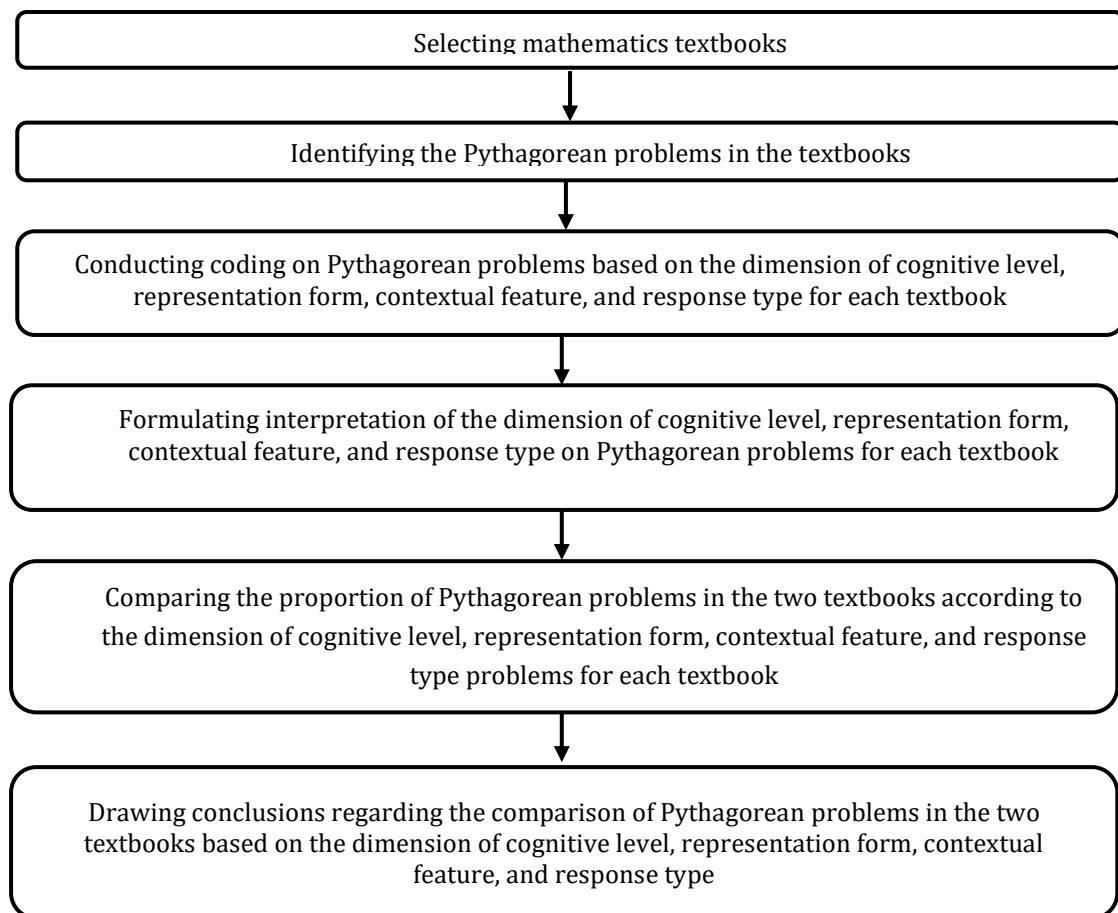 Selecting mathematics textbooks
Identifying the Pythagorean problems in the textbooks
Conducting coding on Pythagorean problems based on the dimension of cognitive level,
representation form, contextual feature, and response type for each textbook
Formulating interpretation of the dimension of cognitive level, representation form,
contextual feature, and response type on Pythagorean problems for each textbook
Comparing the proportion of Pythagorean problems in the two textbooks according to
the dimension of cognitive level, representation form, contextual feature, and response
type problems for each textbook
Drawing conclusions regarding the comparison of Pythagorean problems in the two
textbooks based on the dimension of cognitive level, representation form, contextual
feature, and response type